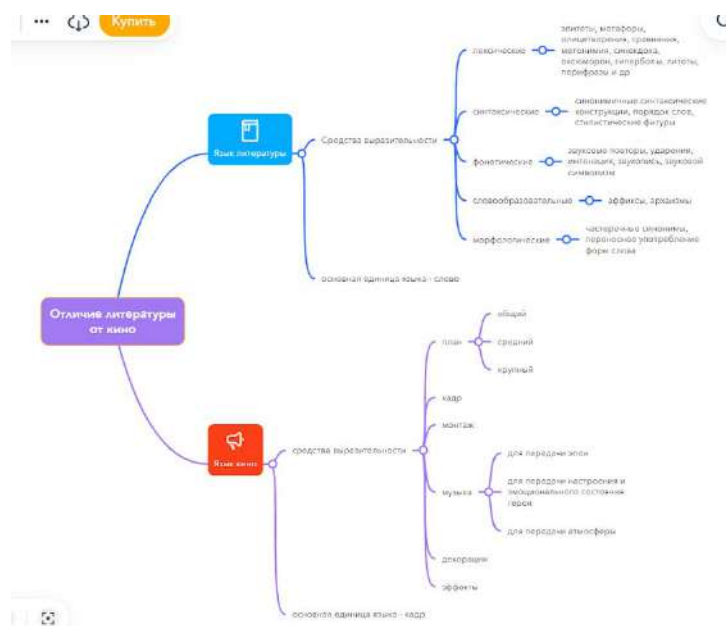 Купить
эпитеты, метафоры,
олицетворения, сравнения,
метонимия, синекдоха,
оксюморон, гиперболы, литоты,
перифразы и др
лексические
синонимичные синтаксические
конструкции, порядок слов,
стилистические фигуры
синтаксические
Язык литературы
Средства выразительности
звуковые повторы, ударения,
интонация, звукопись, звуковой
символизм
фонетические
словообразовательные
аффиксы, архаизмы
частеречные синонимы,
переносное употребление
форм слова
морфологические
основная единица языка - слово
Отличие литературы
от кино
общий
план
средний
крупный
кадр
монтаж
Язык кино
средства выразительности
для передачи эпохи
музыка
для передачи настроения и
эмоционального состояния
героя
для передачи атмосферы
декорации
эффекты
основная единица языка - кадр